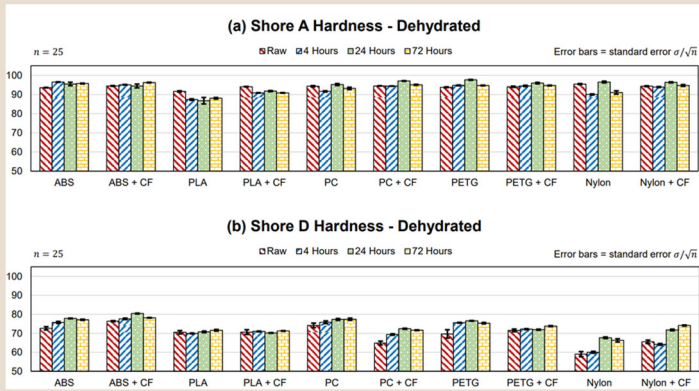 (a) Shore A Hardness - Dehydrated
n = 25
Raw 4 Hours 24 Hours 72 Hours
Error bars = standard error σ/√n
100
90
80
70
60
50
ABS ABS + CF PLA PLA + CF PC PC + CF PETG PETG + CF Nylon Nylon + CF
(b) Shore D Hardness - Dehydrated
n = 25
Raw 4 Hours 24 Hours 72 Hours
Error bars = standard error σ/√n
100
90
80
70
60
50
ABS ABS + CF PLA PLA + CF PC PC + CF PETG PETG + CF Nylon Nylon + CF